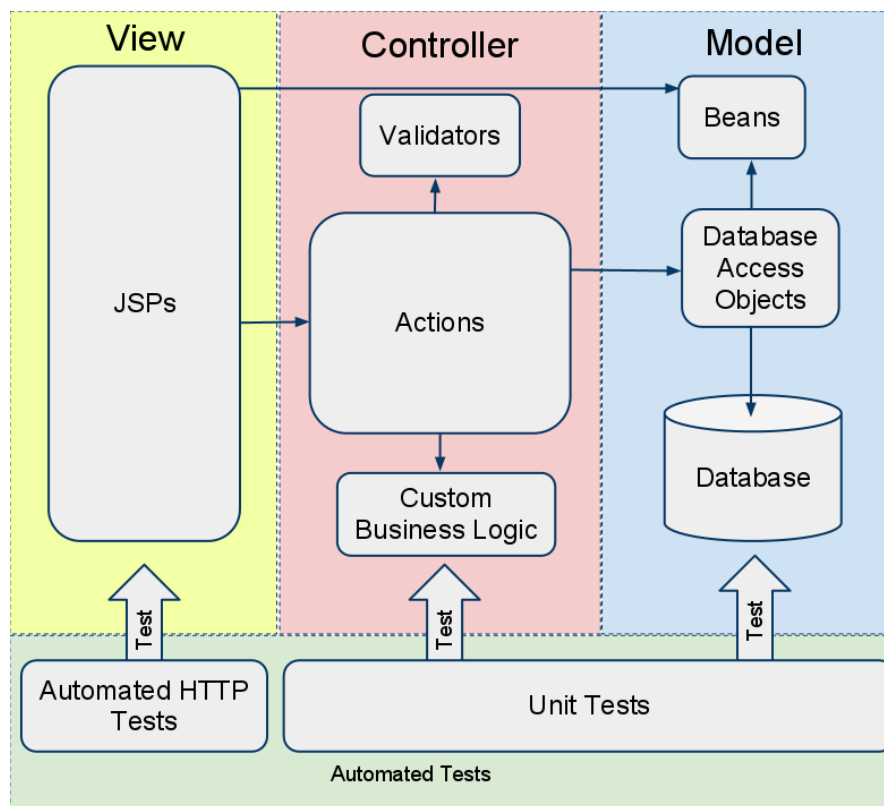 View
Controller
Model
JSPs
Validators
Beans
Actions
Database
Access
Objects
Custom
Business Logic
Database
Test
Test
Test
Automated HTTP
Tests
Unit Tests
Automated Tests